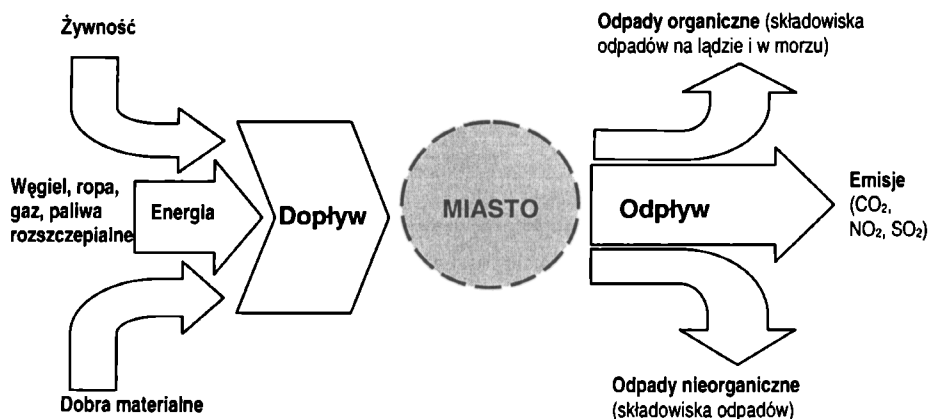 Żywność
Węgiel, ropa,
gaz, paliwa
rozszczepialne
Energia
Dobra materialne
Dopływ
MIASTO
Odpływ
Odpady organiczne (składowiska
odpadów na lądzie i w morzu)
Emisje
(CO₂,
NO₂, SO₂)
Odpady nieorganiczne
(składowiska odpadów)